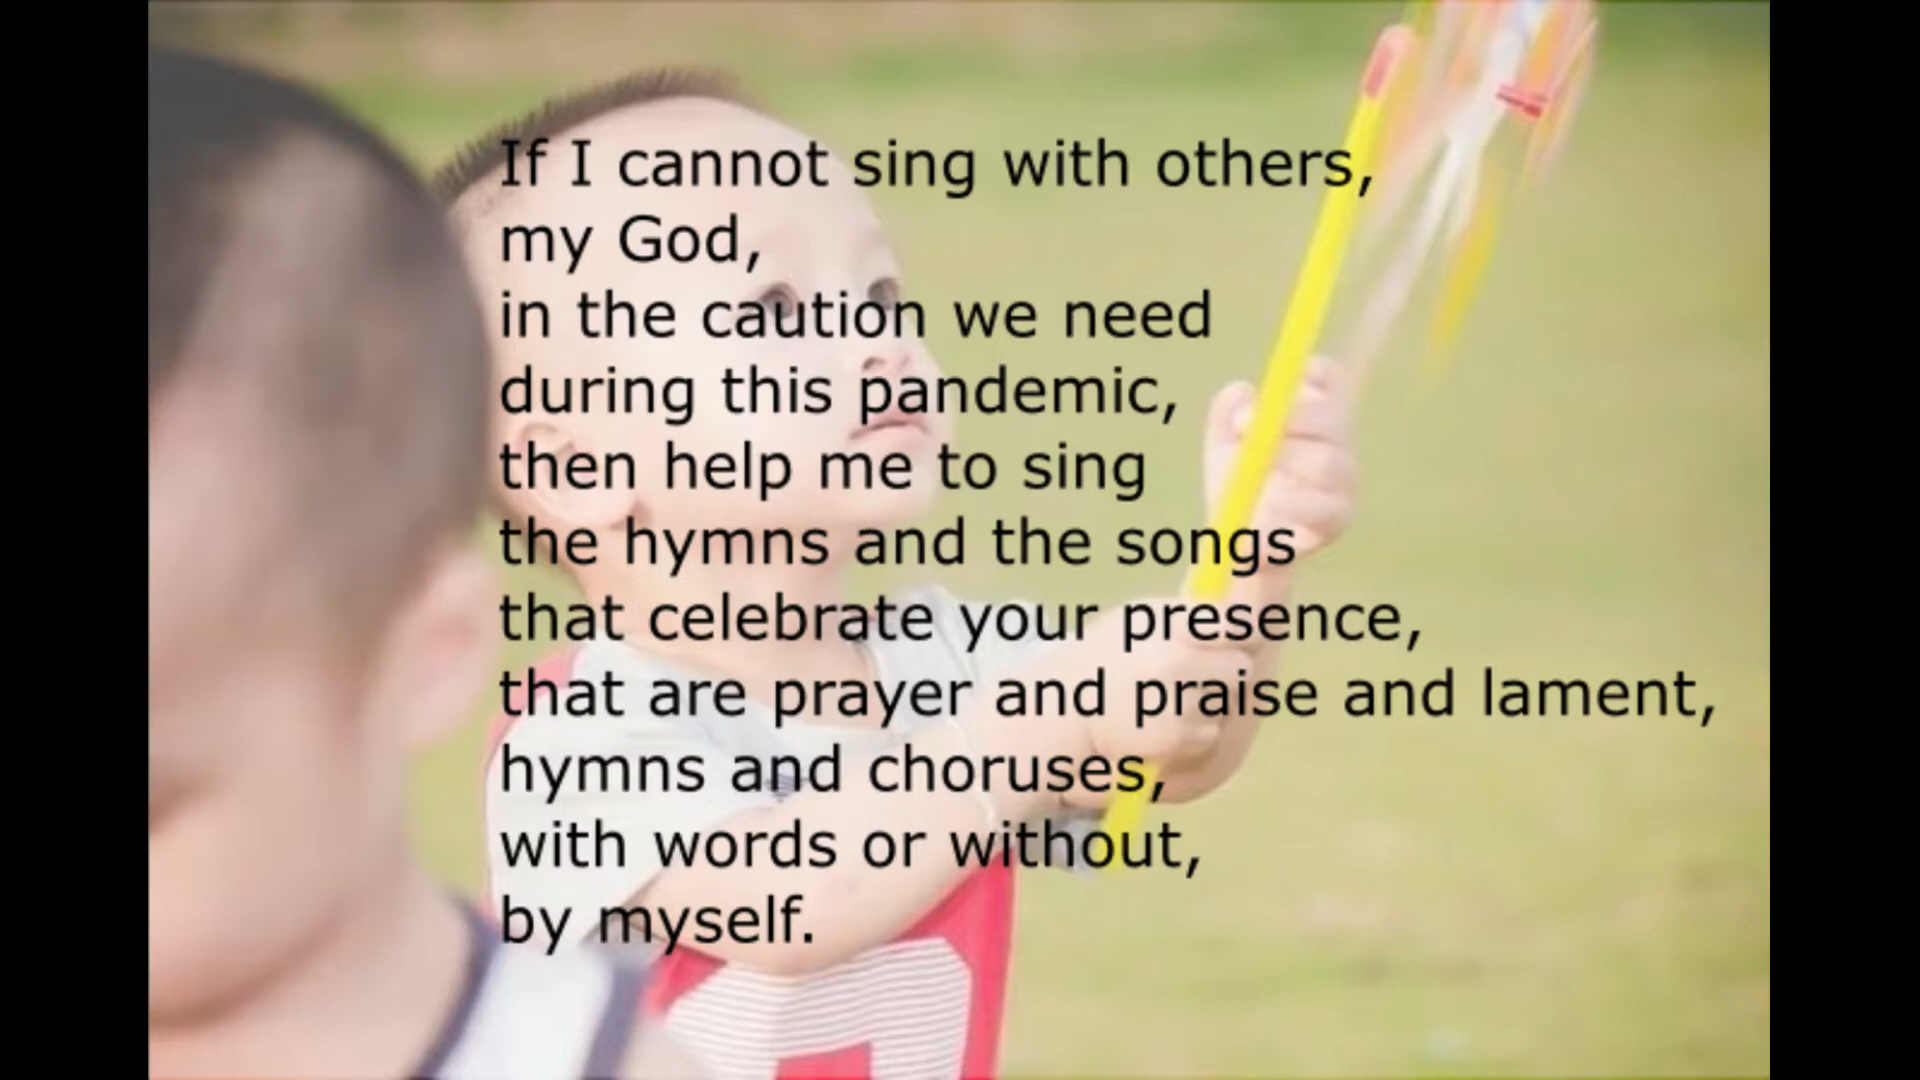 If I cannot sing with others,
my God,
in the caution we need
during this pandemic,
then help me to sing
the hymns and the songs
that celebrate your presence,
that are prayer and praise and lament,
hymns and choruses,
with words or without,
by myself.